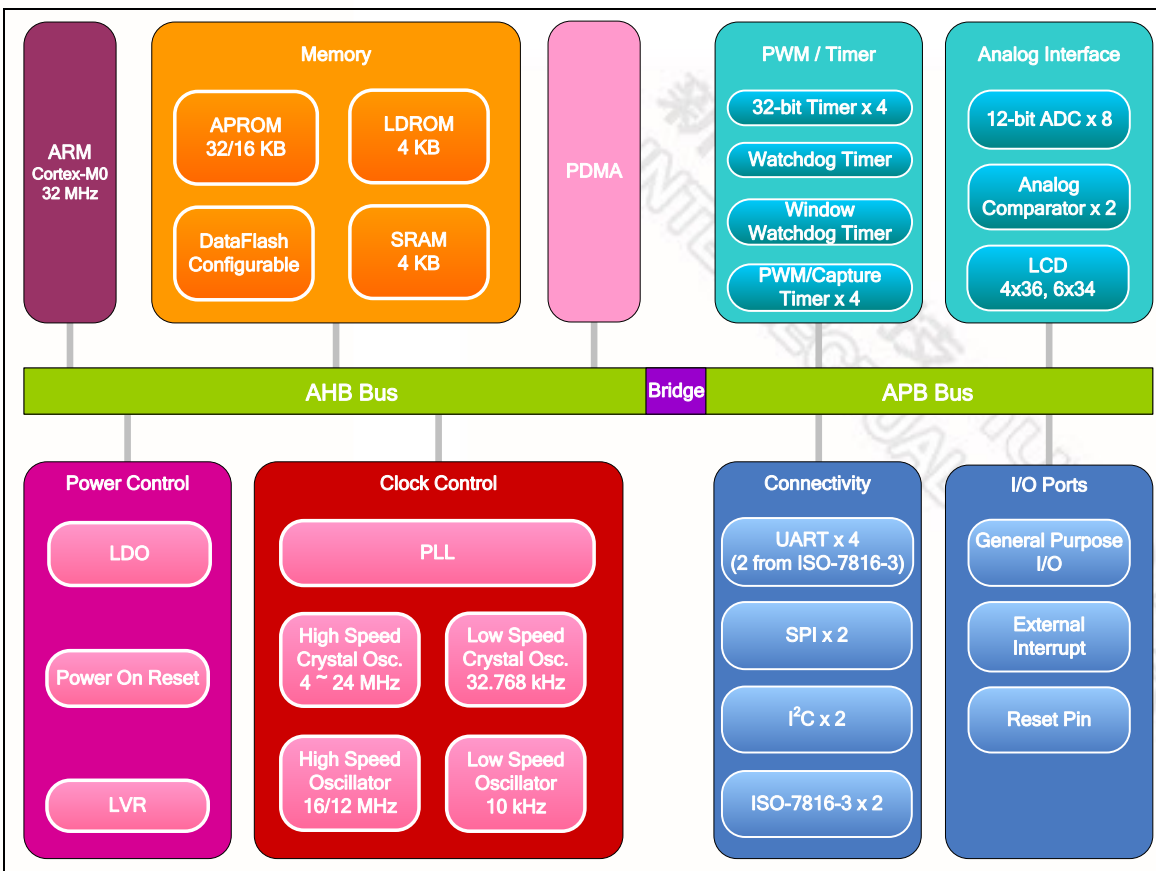 ARM
Cortex-M0
32 MHz
Memory
APROM
32/16 KB
LDROM
4 KB
DataFlash
Configurable
SRAM
4 KB
PDMA
PWM / Timer
32-bit Timer x 4
Watchdog Timer
Window
Watchdog Timer
PWM/Capture
Timer x 4
Analog Interface
12-bit ADC x 8
Analog
Comparator x 2
LCD
4x36, 6x34
AHB Bus
Bridge
APB Bus
Power Control
LDO
Power On Reset
LVR
Clock Control
PLL
High Speed
Crystal Osc.
4 ~ 24 MHz
Low Speed
Crystal Osc.
32.768 kHz
High Speed
Oscillator
16/12 MHz
Low Speed
Oscillator
10 kHz
Connectivity
UART x 4
(2 from ISO-7816-3)
SPI x 2
I²C x 2
ISO-7816-3 x 2
I/O Ports
General Purpose
I/O
External
Interrupt
Reset Pin